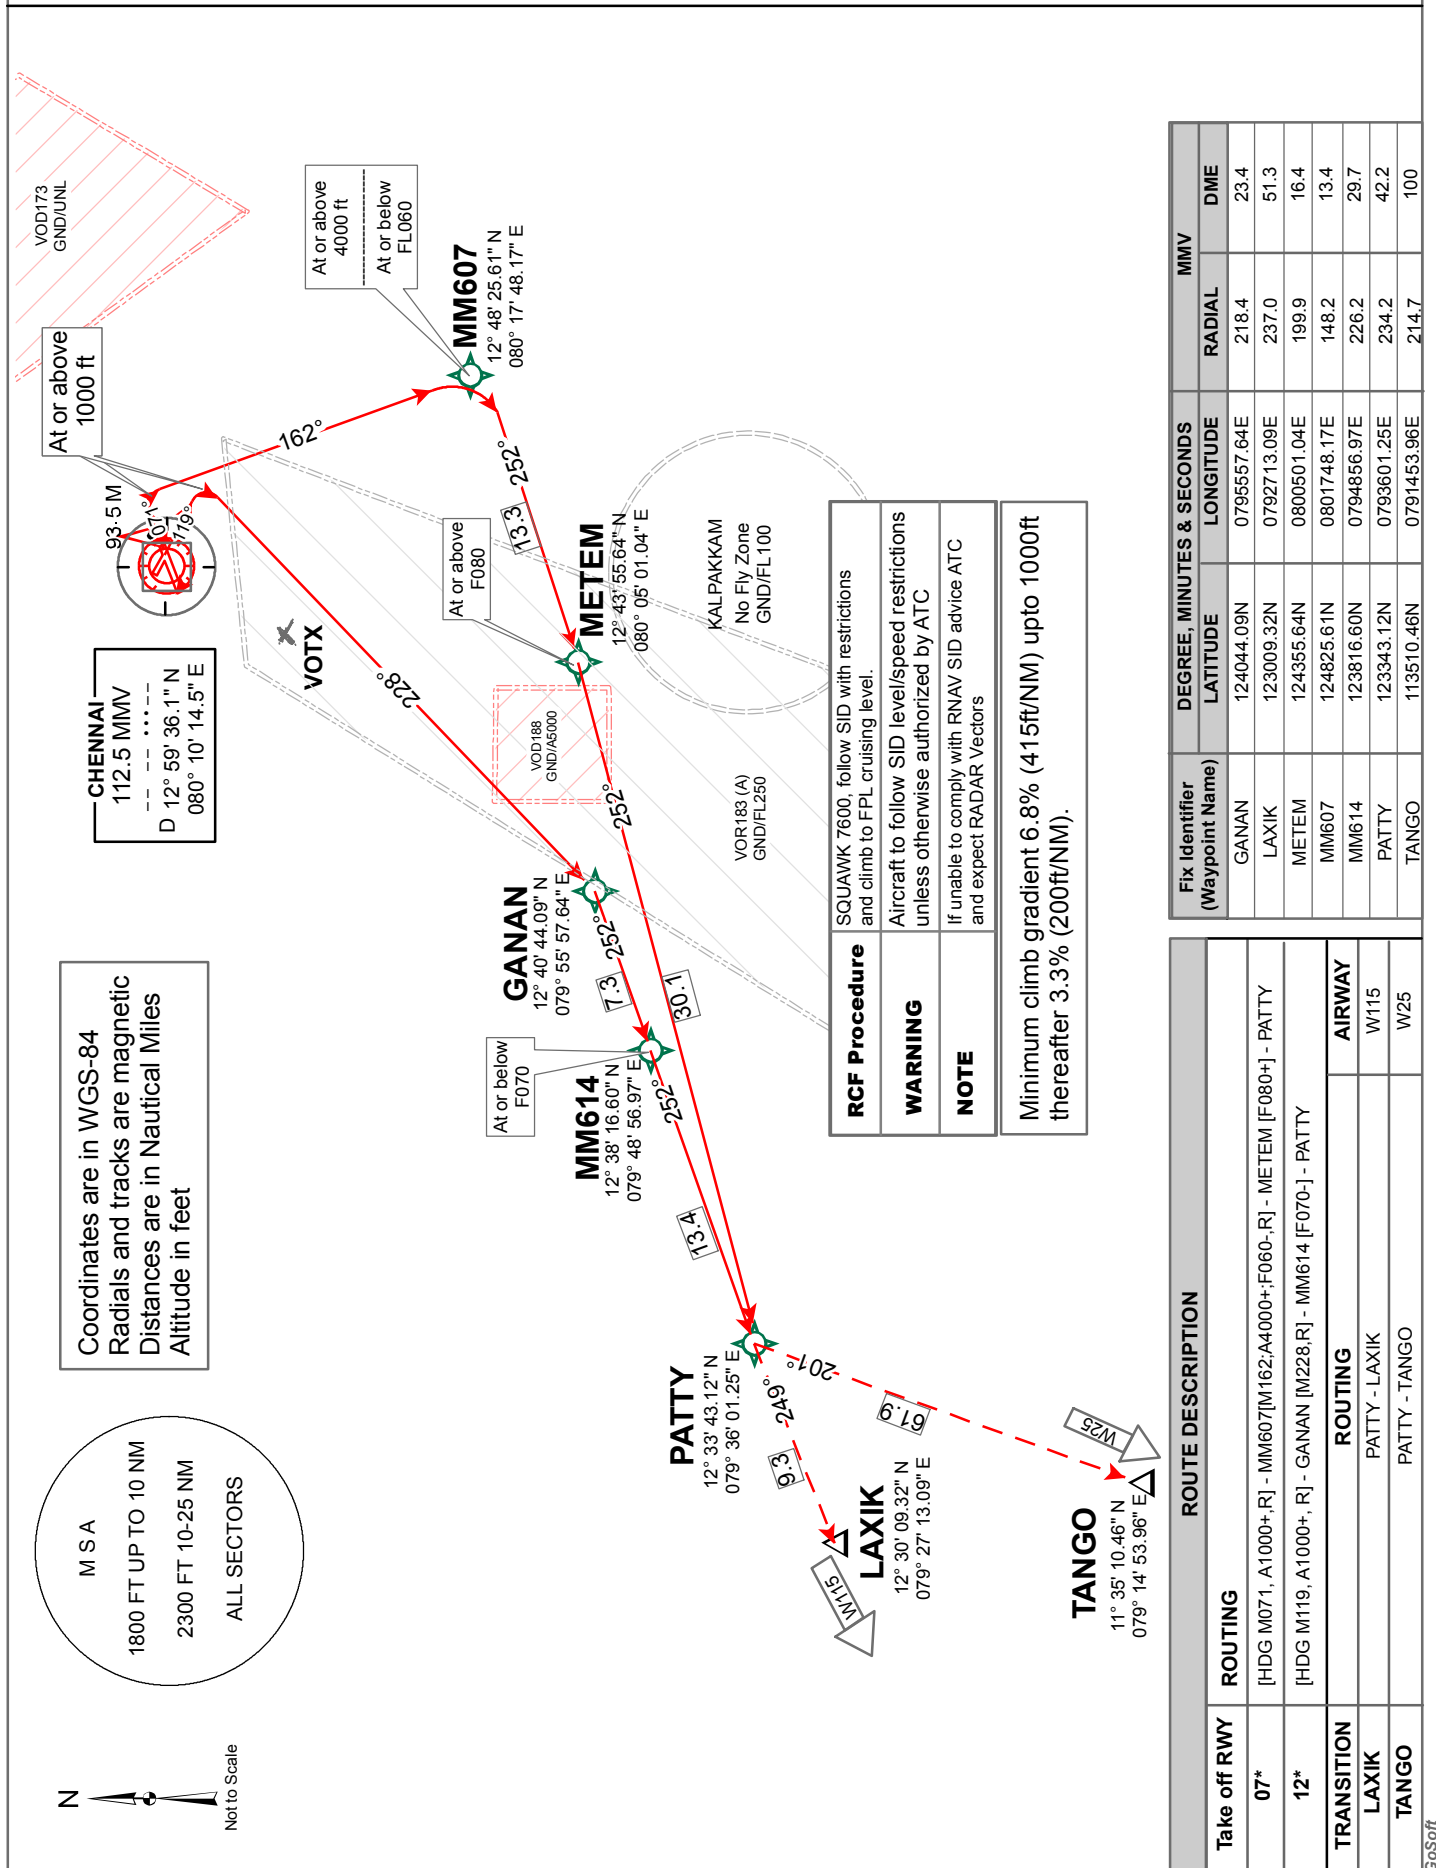 N
Not to Scale
M S A
1800 FT UP TO 10 NM
2300 FT 10-25 NM
ALL SECTORS
Coordinates are in WGS-84
Radials and tracks are magnetic
Distances are in Nautical Miles
Altitude in feet
CHENNAI
112.5 MMV
D 12° 59' 36.1" N
080° 10' 14.5" E
93.5 M
071°
119°
At or above
1000 ft
VOD173
GND/UNL
162°
228°
VOTX
At or above
4000 ft
At or below
FL060
MM607
12° 48' 25.61" N
080° 17' 48.17" E
252°
13.3
At or above
F080
METEM
12° 43' 55.64" N
080° 05' 01.04" E
VOD188
GND/A5000
252°
30.1
KALPAKKAM
No Fly Zone
GND/FL100
VOR183 (A)
GND/FL250
GANAN
12° 40' 44.09" N
079° 55' 57.64" E
252°
7.3
At or below
F070
MM614
12° 38' 16.60" N
079° 48' 56.97" E
252°
13.4
PATTY
12° 33' 43.12" N
079° 36' 01.25" E
249°
9.3
201°
61.9
W115
LAXIK
12° 30' 09.32" N
079° 27' 13.09" E
W25
TANGO
11° 35' 10.46" N
079° 14' 53.96" E
RCF Procedure SQUAWK 7600, follow SID with restrictions
and climb to FPL cruising level.
WARNING Aircraft to follow SID level/speed restrictions
unless otherwise authorized by ATC
NOTE If unable to comply with RNAV SID advice ATC
and expect RADAR Vectors
Minimum climb gradient 6.8% (415ft/NM) upto 1000ft
thereafter 3.3% (200ft/NM).
ROUTE DESCRIPTION
Take off RWY ROUTING
07* [HDG M071, A1000+,R] - MM607[M162;A4000+;F060-,R] - METEM [F080+] - PATTY
12* [HDG M119, A1000+, R] - GANAN [M228,R] - MM614 [F070-] - PATTY
TRANSITION ROUTING AIRWAY
LAXIK PATTY - LAXIK W115
TANGO PATTY - TANGO W25
Fix Identifier DEGREE, MINUTES & SECONDS MMV
(Waypoint Name) LATITUDE LONGITUDE RADIAL DME
GANAN 124044.09N 0795557.64E 218.4 23.4
LAXIK 123009.32N 0792713.09E 237.0 51.3
METEM 124355.64N 0800501.04E 199.9 16.4
MM607 124825.61N 0801748.17E 148.2 13.4
MM614 123816.60N 0794856.97E 226.2 29.7
PATTY 123343.12N 0793601.25E 234.2 42.2
TANGO 113510.46N 0791453.96E 214.7 100
GoSoft